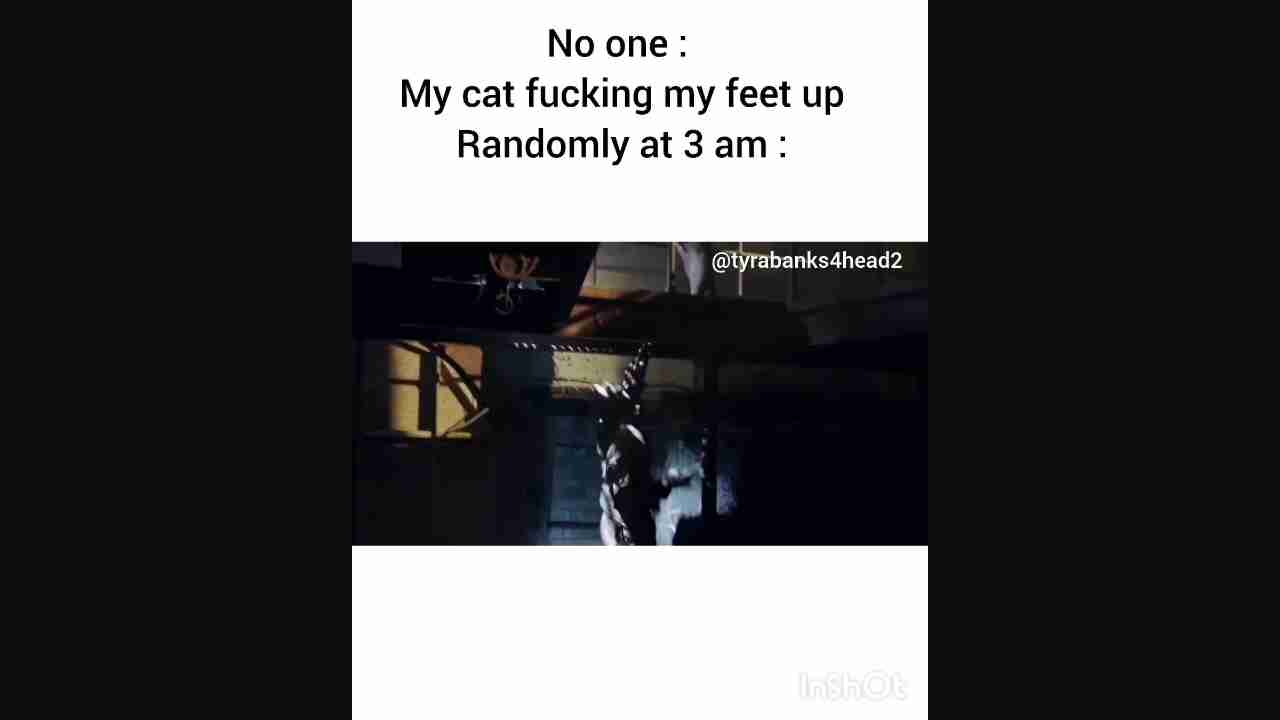 No one :
My cat fucking my feet up
Randomly at 3 am :
@tyrabanks4head2
InShOt